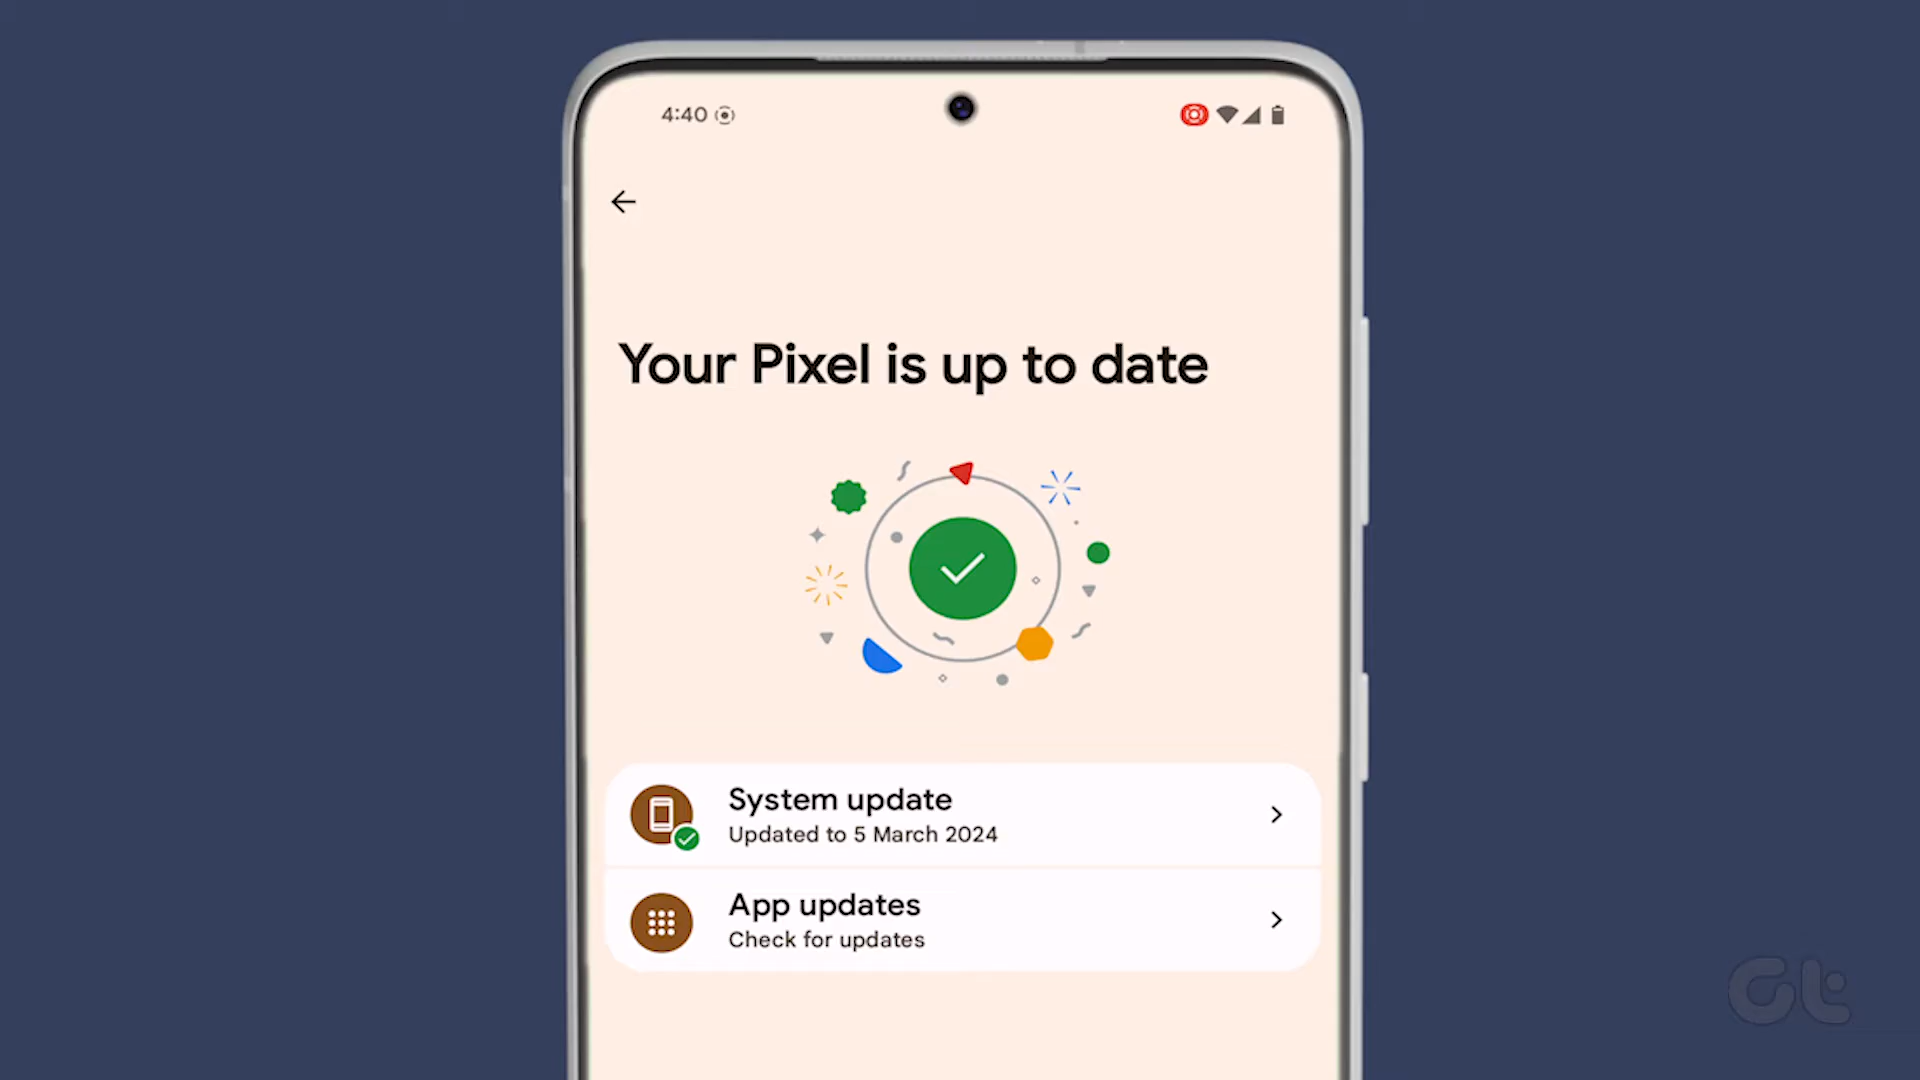 4:40
Your Pixel is up to date
System update
Updated to 5 March 2024
App updates
Check for updates
Gt